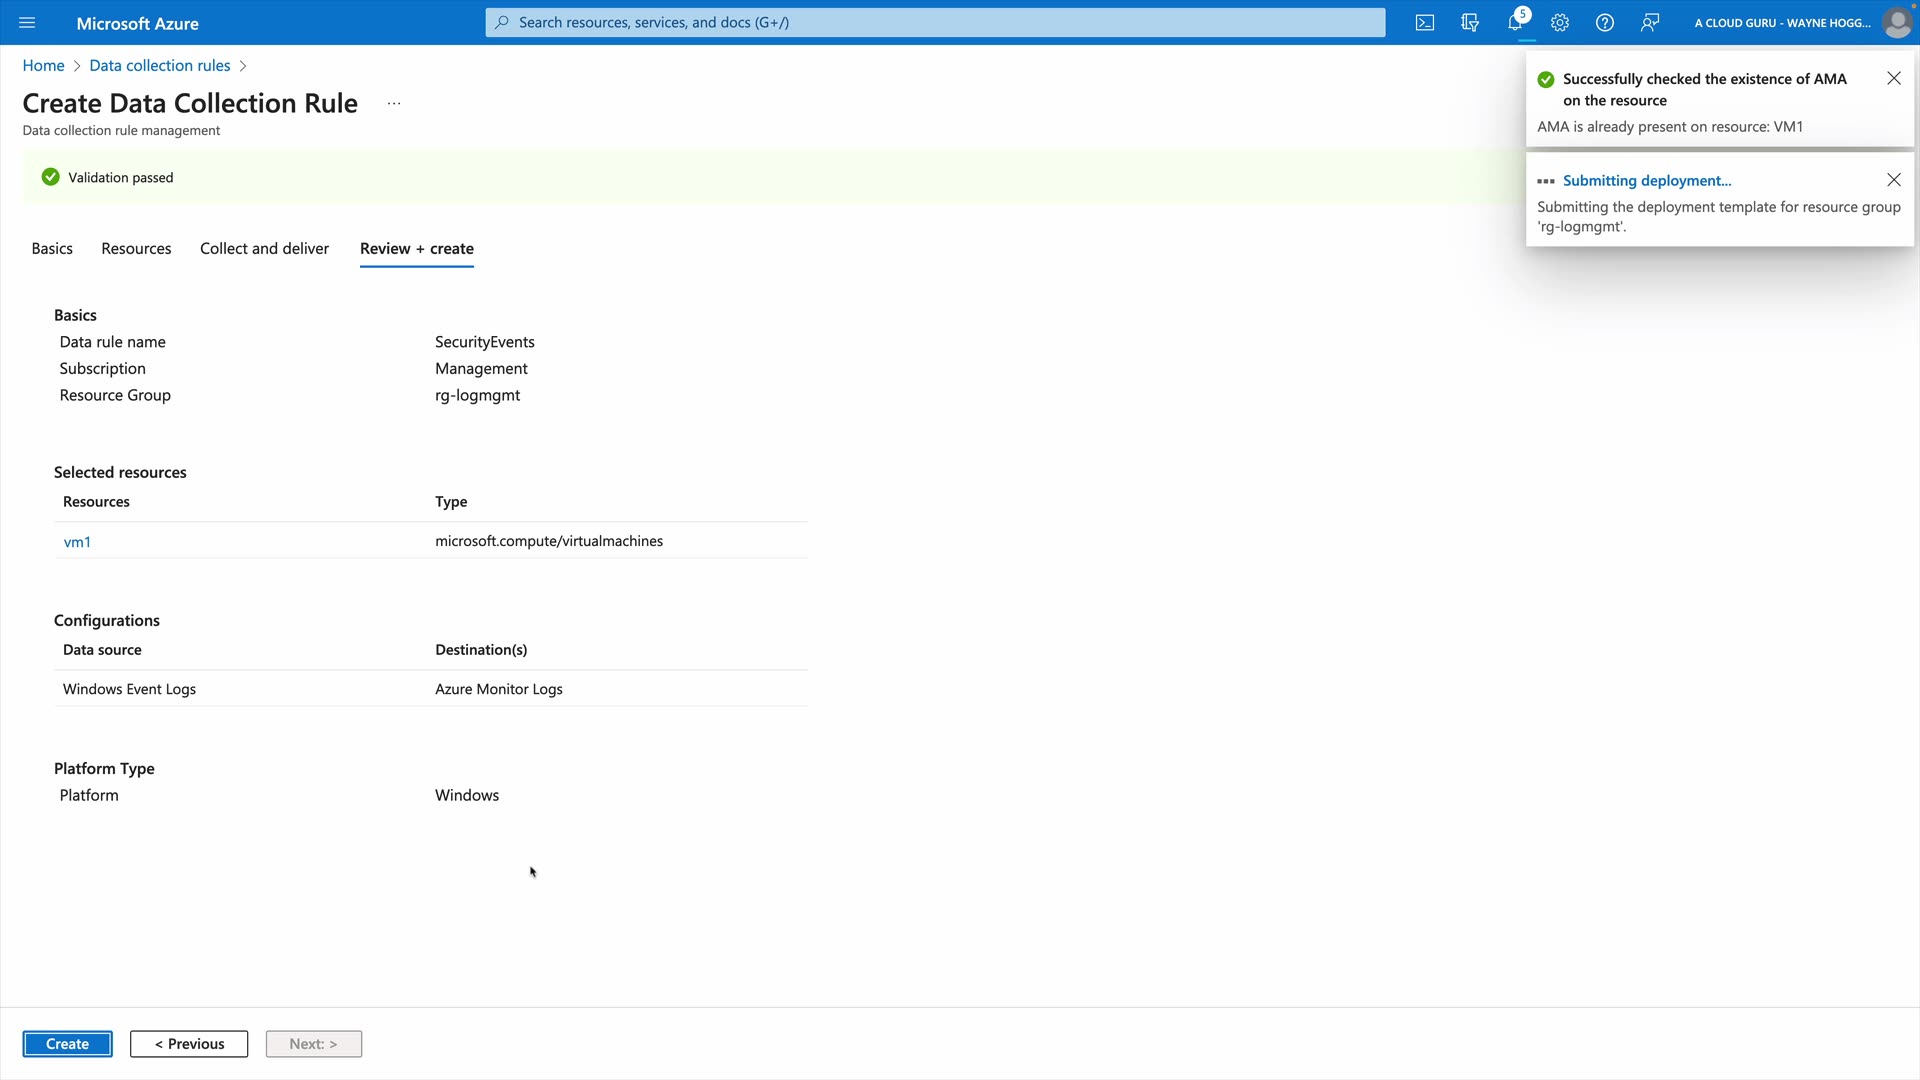 Microsoft Azure
Search resources, services, and docs (G+/)
5
A CLOUD GURU - WAYNE HOGG...
Home > Data collection rules >
Create Data Collection Rule ...
Data collection rule management
Successfully checked the existence of AMA
on the resource
AMA is already present on resource: VM1
Validation passed
Submitting deployment...
Submitting the deployment template for resource group
'rg-logmgmt'.
Basics Resources Collect and deliver Review + create
Basics
Data rule name SecurityEvents
Subscription Management
Resource Group rg-logmgmt
Selected resources
Resources Type
vm1 microsoft.compute/virtualmachines
Configurations
Data source Destination(s)
Windows Event Logs Azure Monitor Logs
Platform Type
Platform Windows
Create < Previous Next: >